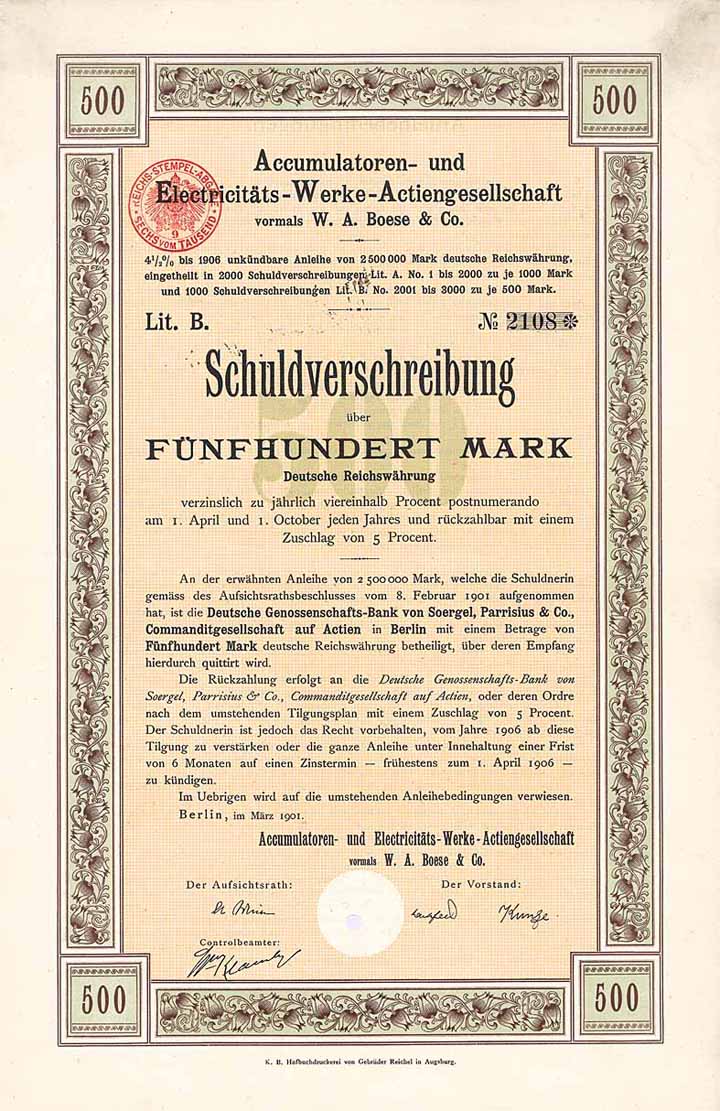 500
500
Accumulatoren- und
Electricitäts-Werke-Actiengesellschaft
vormals W. A. Boese & Co.
REICHS-STEMPEL-ABGABE
9
SECHS VOM TAUSEND
4 1/2 % bis 1906 unkündbare Anleihe von 2 500 000 Mark deutsche Reichswährung,
eingetheilt in 2000 Schuldverschreibungen Lit. A. No. 1 bis 2000 zu je 1000 Mark
und 1000 Schuldverschreibungen Lit. B. No. 2001 bis 3000 zu je 500 Mark.
Lit. B.
№ 2108 ✻
500
Schuldverschreibung
über
FÜNFHUNDERT MARK
Deutsche Reichswährung
verzinslich zu jährlich viereinhalb Procent postnumerando
am 1. April und 1. October jeden Jahres und rückzahlbar mit einem
Zuschlag von 5 Procent.
An der erwähnten Anleihe von 2 500 000 Mark, welche die Schuldnerin
gemäss des Aufsichtsrathsbeschlusses vom 8. Februar 1901 aufgenommen
hat, ist die Deutsche Genossenschafts-Bank von Soergel, Parrisius & Co.,
Commanditgesellschaft auf Actien in Berlin mit einem Betrage von
Fünfhundert Mark deutsche Reichswährung betheiligt, über deren Empfang
hierdurch quittirt wird.
Die Rückzahlung erfolgt an die Deutsche Genossenschafts-Bank von
Soergel, Parrisius & Co., Commanditgesellschaft auf Actien, oder deren Ordre
nach dem umstehenden Tilgungsplan mit einem Zuschlag von 5 Procent.
Der Schuldnerin ist jedoch das Recht vorbehalten, vom Jahre 1906 ab diese
Tilgung zu verstärken oder die ganze Anleihe unter Innehaltung einer Frist
von 6 Monaten auf einen Zinstermin — frühestens zum 1. April 1906 —
zu kündigen.
Im Uebrigen wird auf die umstehenden Anleihebedingungen verwiesen.
Berlin, im März 1901.
Accumulatoren- und Electricitäts-Werke-Actiengesellschaft
vormals W. A. Boese & Co.
Der Aufsichtsrath:
Der Vorstand:
Kunze
Controlbeamter:
500
500
K. B. Hofbuchdruckerei von Gebrüder Reichel in Augsburg.